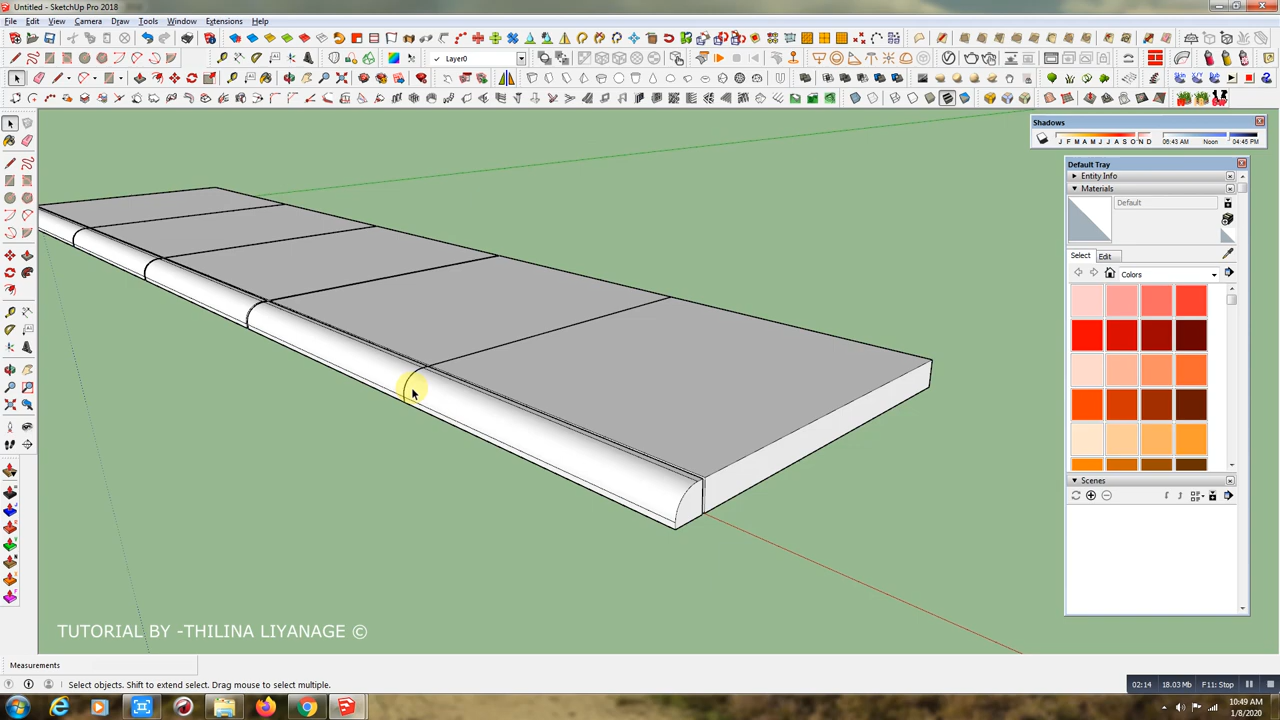 Untitled - SketchUp Pro 2018
File Edit View Camera Draw Tools Window Extensions Help
Layer0
Shadows
J F M A M J J A S O N D 06:43 AM Noon 04:45 PM
Default Tray
Entity Info
Materials
Default
Select Edit
Colors
Scenes
TUTORIAL BY -THILINA LIYANAGE ©
Measurements
Select objects. Shift to extend select. Drag mouse to select multiple.
02:14 18.03 Mb F11: Stop
10:49 AM
1/8/2020